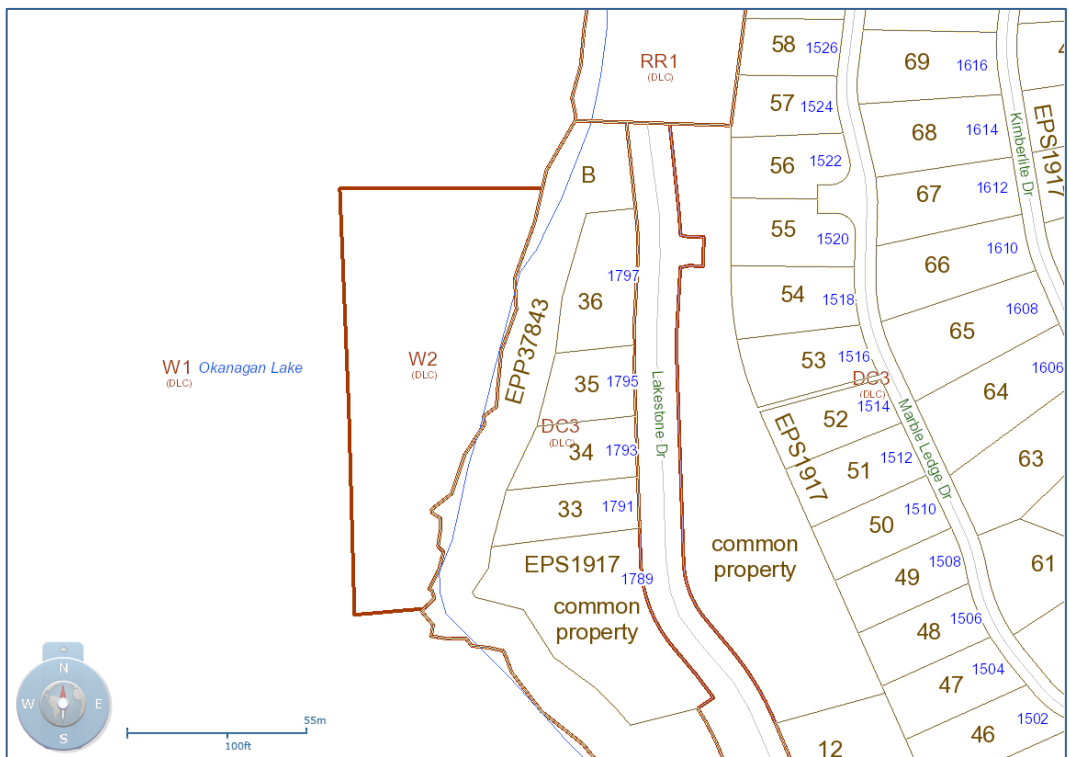 58 1526
69 1616
RR1
(DLC)
57 1524
68 1614
Kimberlite Dr
EPS1917
56 1522
B
67 1612
55 1520
66 1610
1797
36
54 1518
65 1608
EPP37843
W1
(DLC)
Okanagan Lake
W2
(DLC)
53 1516
1606
35 1795
DC3
(DLC)
64
Lakestone Dr
52 1514
Marble Ledge Dr
DC3
(DLC)
34 1793
EPS1917
51 1512
63
33 1791
50 1510
common
property
EPS1917
1789
49 1508
61
common
property
48 1506
N
W E
S
47 1504
55m
100ft
46 1502
12